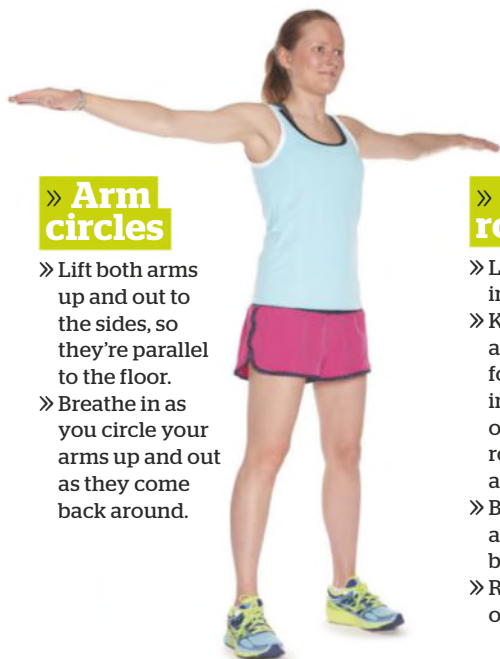 » Arm
circles
» Lift both arms
up and out to
the sides, so
they're parallel
to the floor.
» Breathe in as
you circle your
arms up and out
as they come
back around.